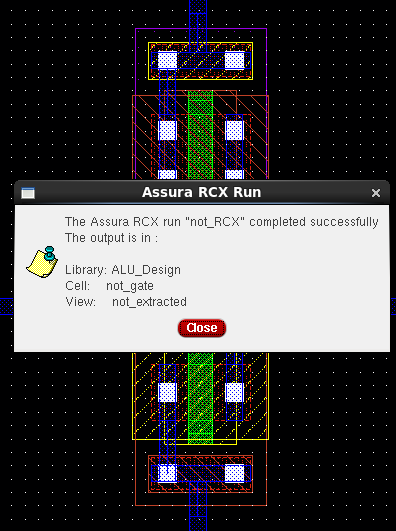 Assura RCX Run
The Assura RCX run "not_RCX" completed successfully
The output is in :
Library: ALU_Design
Cell: not_gate
View: not_extracted
Close